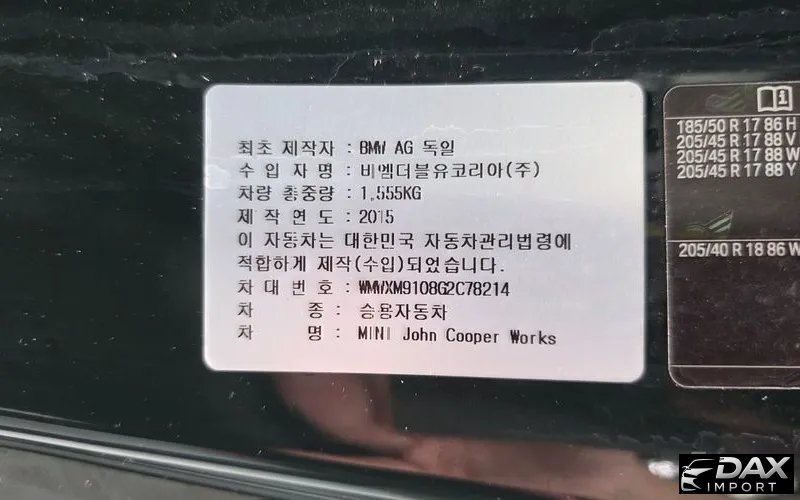 최초 제작자 : BMW AG 독일
수 입 자 명 : 비엠더블유코리아(주)
차량 총중량 : 1,555KG
제 작 연 도 : 2015
이 자동차는 대한민국 자동차관리법령에
적합하게 제작(수입)되었습니다.
차 대 번 호 : WMWXM9108G2C78214
차 종 : 승용자동차
차 명 : MINI John Cooper Works
185/50 R 17 86 H
205/45 R 17 88 V
205/45 R 17 88 W
205/45 R 17 88 Y
205/40 R 18 86 W
DAX
IMPORT